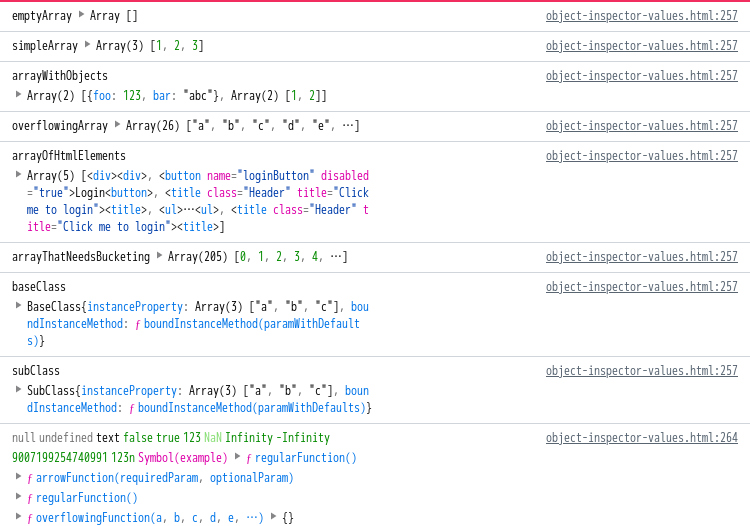 emptyArray ▶ Array [] object-inspector-values.html:257
simpleArray ▶ Array(3) [1, 2, 3] object-inspector-values.html:257
arrayWithObjects object-inspector-values.html:257
▶ Array(2) [{foo: 123, bar: "abc"}, Array(2) [1, 2]]
overflowingArray ▶ Array(26) ["a", "b", "c", "d", "e", …] object-inspector-values.html:257
arrayOfHtmlElements object-inspector-values.html:257
▶ Array(5) [<div><div>, <button name="loginButton" disabled
="true">Login<button>, <title class="Header" title="Click
me to login"><title>, <ul>…<ul>, <title class="Header" t
itle="Click me to login"><title>]
arrayThatNeedsBucketing ▶ Array(205) [0, 1, 2, 3, 4, …] object-inspector-values.html:257
baseClass object-inspector-values.html:257
▶ BaseClass{instanceProperty: Array(3) ["a", "b", "c"], bou
ndInstanceMethod: ƒ boundInstanceMethod(paramWithDefault
s)}
subClass object-inspector-values.html:257
▶ SubClass{instanceProperty: Array(3) ["a", "b", "c"], boun
dInstanceMethod: ƒ boundInstanceMethod(paramWithDefaults)}
null undefined text false true 123 NaN Infinity -Infinity object-inspector-values.html:264
9007199254740991 123n Symbol(example) ▶ ƒ regularFunction()
▶ ƒ arrowFunction(requiredParam, optionalParam)
▶ ƒ regularFunction()
▶ ƒ overflowingFunction(a, b, c, d, e, …) ▶ {}